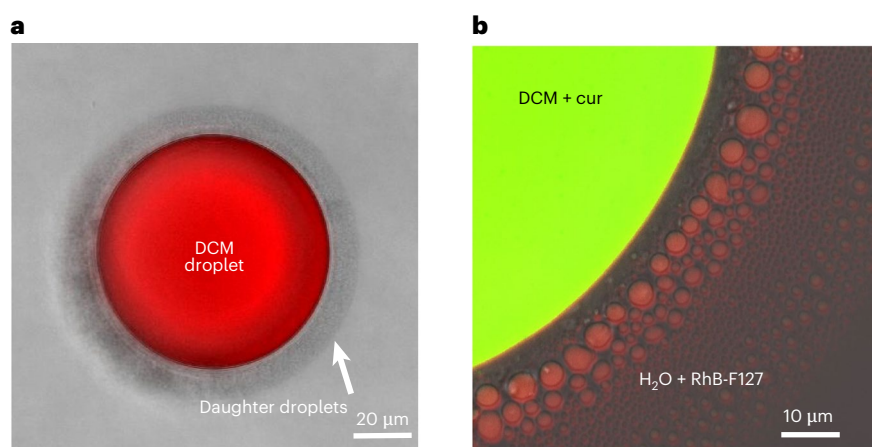 a
DCM
droplet
Daughter droplets
20 µm
b
DCM + cur
H₂O + RhB-F127
10 µm